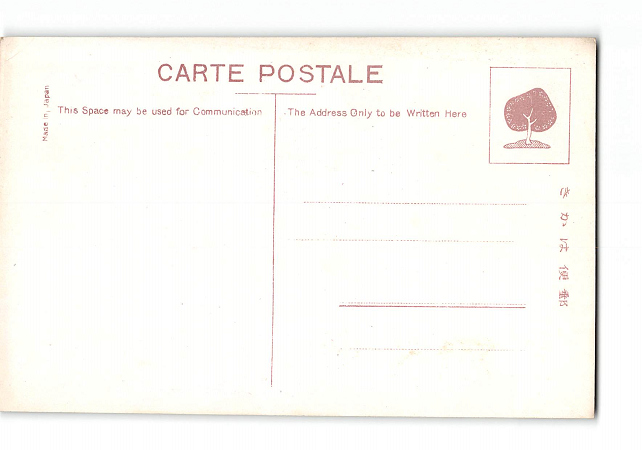 CARTE POSTALE
Made in Japan
This Space may be used for Communication
The Address Only to be Written Here
きかは便郵